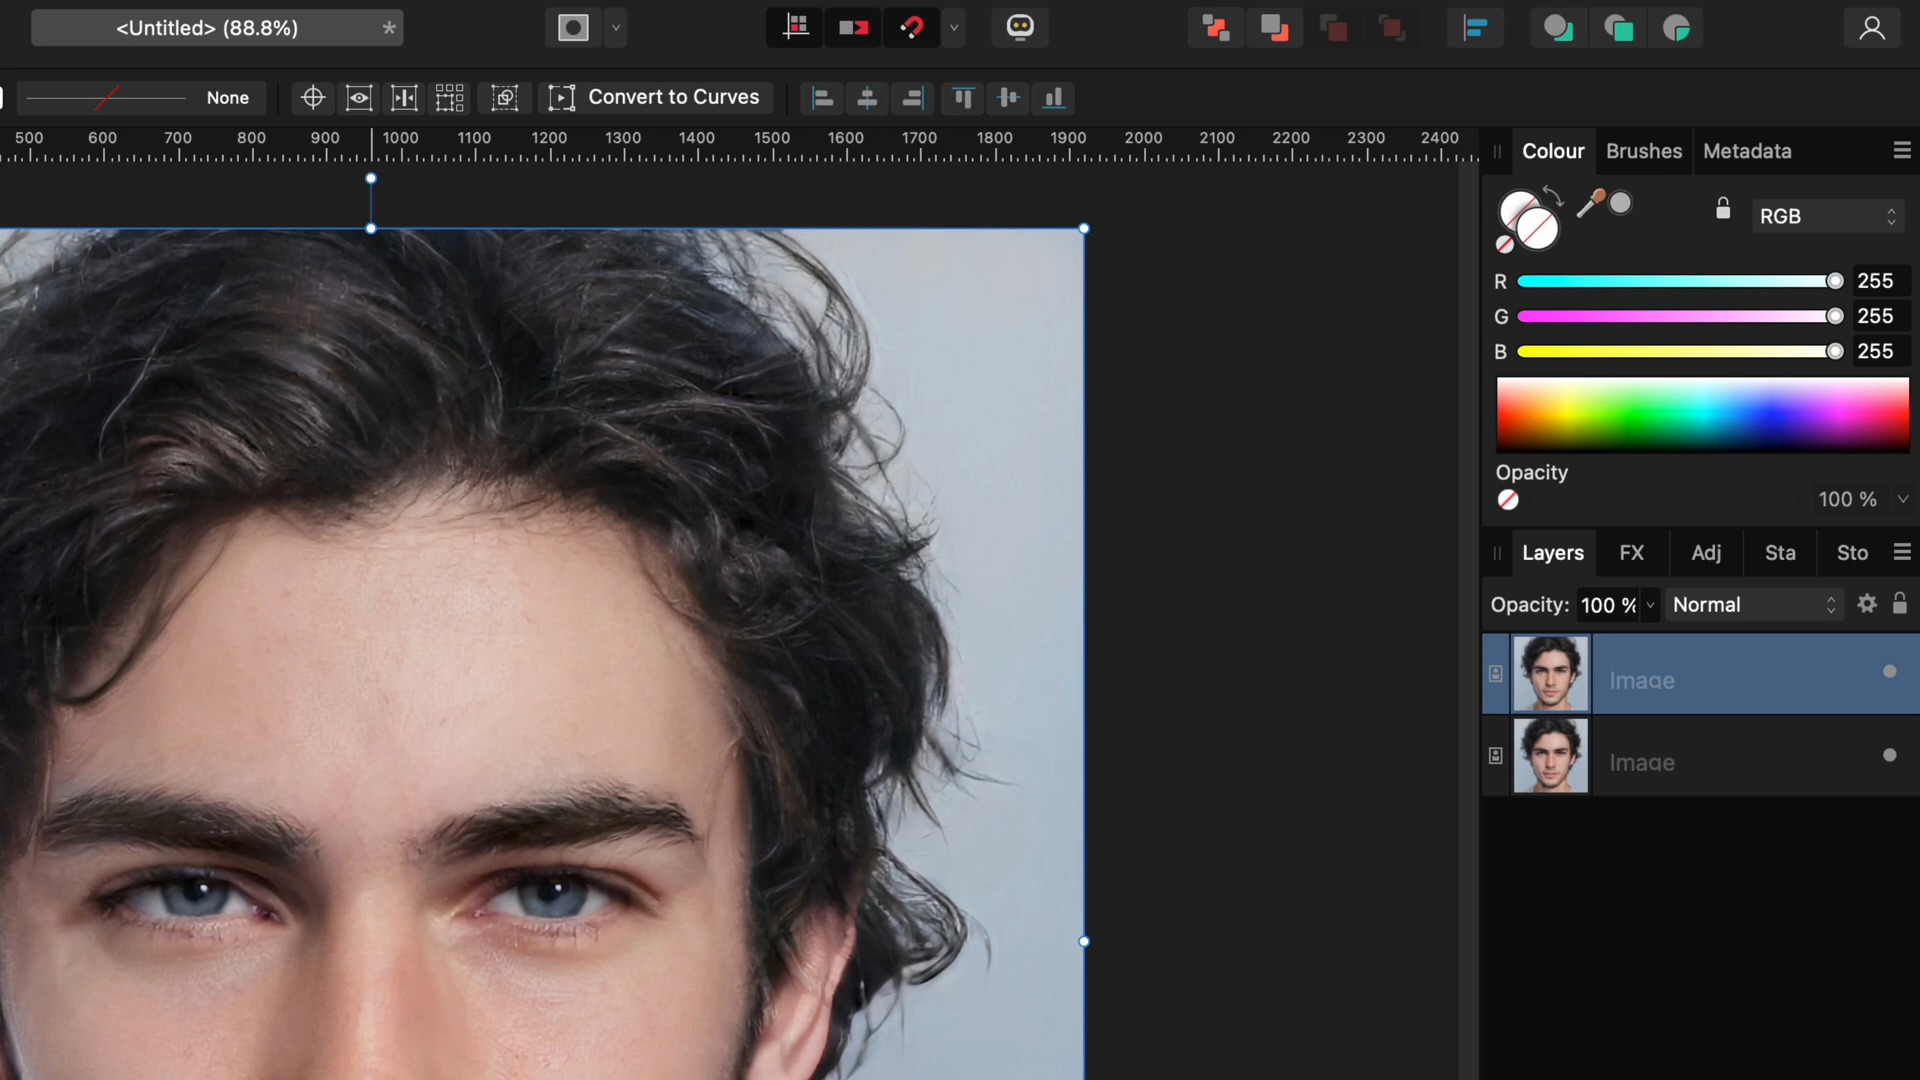 <Untitled> (88.8%) *
None
Convert to Curves
500 600 700 800 900 1000 1100 1200 1300 1400 1500 1600 1700 1800 1900 2000 2100 2200 2300 2400
Colour Brushes Metadata
RGB
R 255
G 255
B 255
Opacity
100 %
Layers FX Adj Sta Sto
Opacity: 100 % Normal
Image
Image